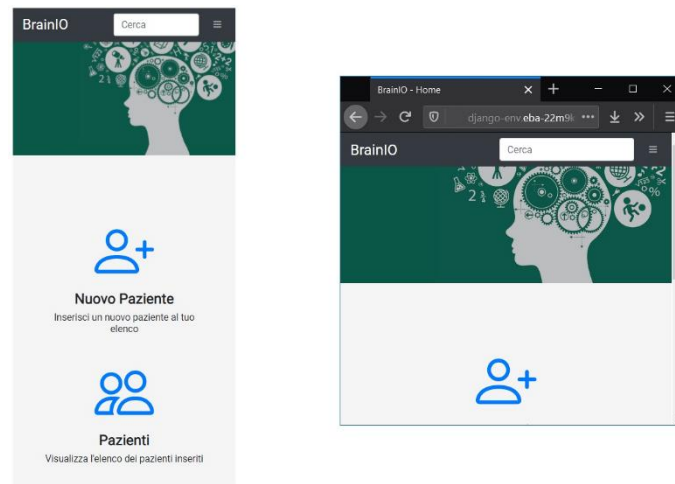 BrainIO Cerca
Nuovo Paziente
Inserisci un nuovo paziente al tuo
elenco
Pazienti
Visualizza l'elenco dei pazienti inseriti
BrainIO - Home
django-env.eba-22m9
BrainIO Cerca